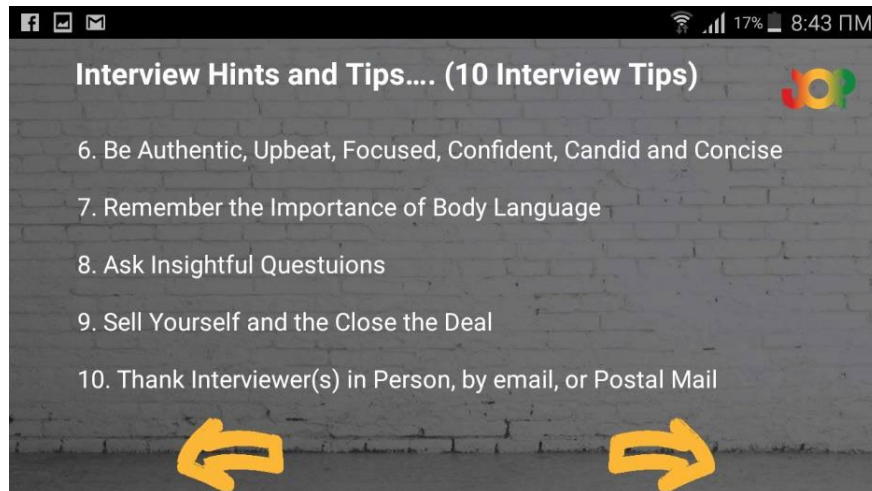 17% 8:43 ΠΜ
Interview Hints and Tips.... (10 Interview Tips)
JOP
6. Be Authentic, Upbeat, Focused, Confident, Candid and Concise
7. Remember the Importance of Body Language
8. Ask Insightful Questuions
9. Sell Yourself and the Close the Deal
10. Thank Interviewer(s) in Person, by email, or Postal Mail